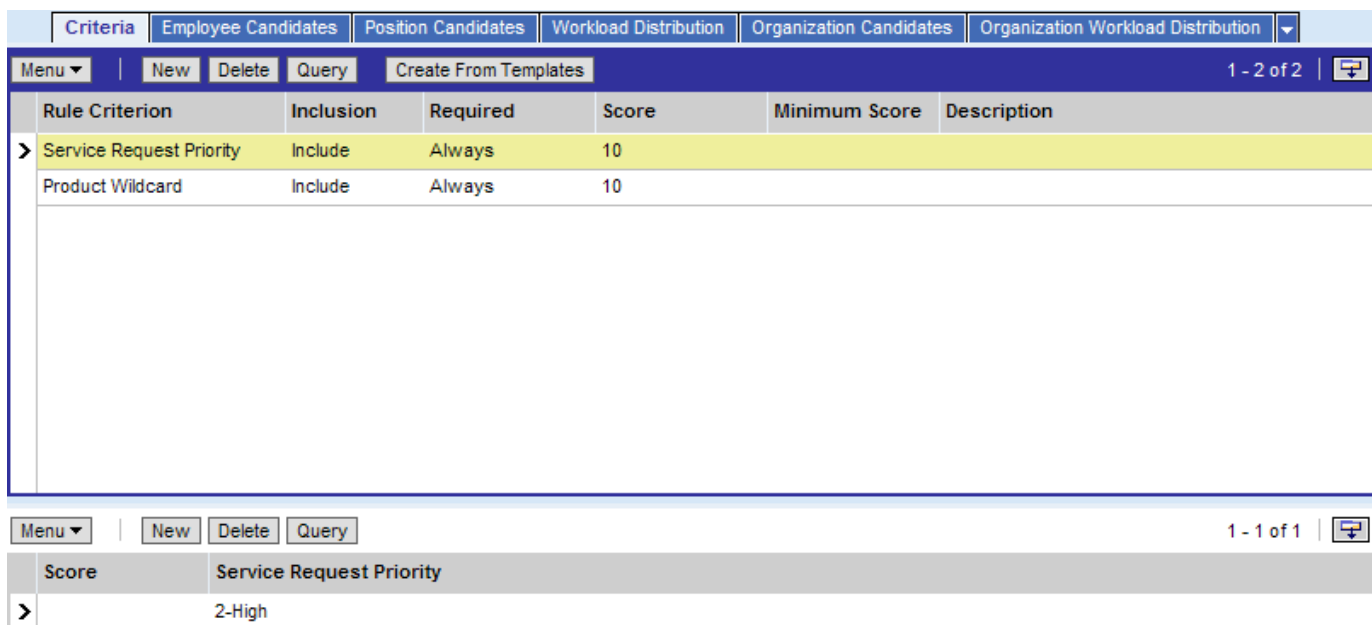 Criteria Employee Candidates Position Candidates Workload Distribution Organization Candidates Organization Workload Distribution
Menu New Delete Query Create From Templates 1 - 2 of 2
Rule Criterion Inclusion Required Score Minimum Score Description
Service Request Priority Include Always 10
Product Wildcard Include Always 10
Menu New Delete Query 1 - 1 of 1
Score Service Request Priority
2-High